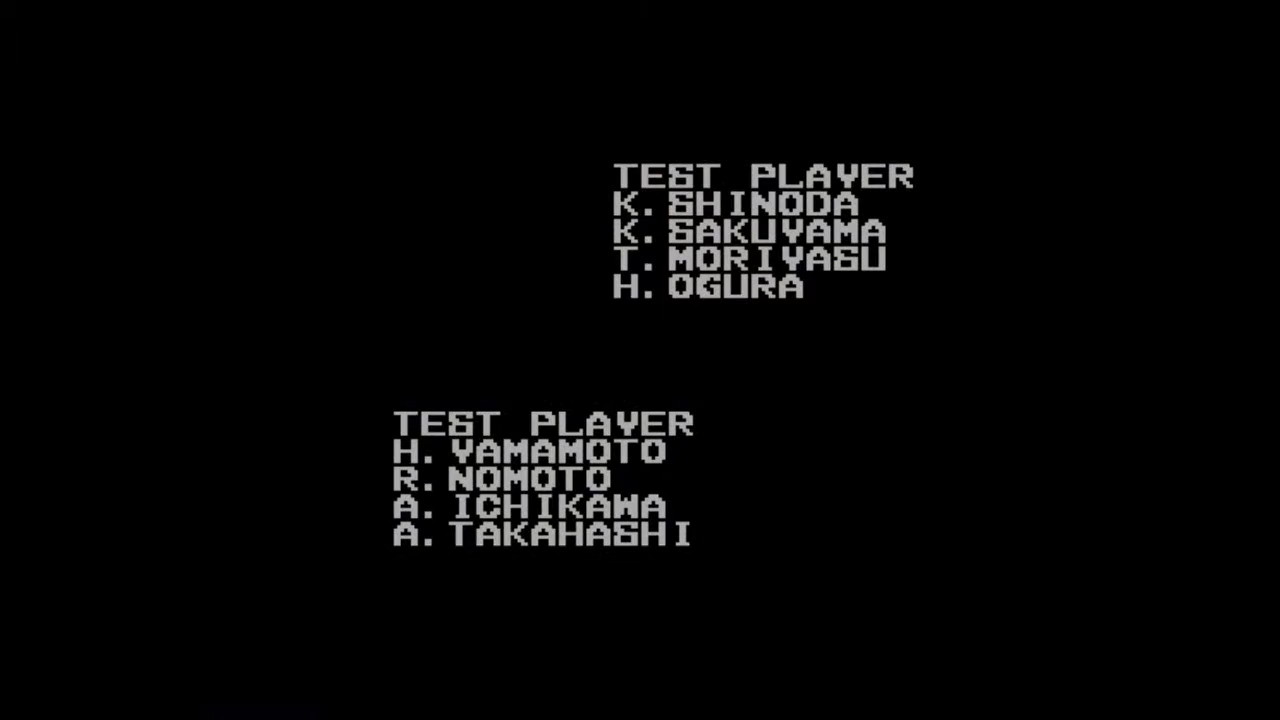 TEST PLAYER
K. SHINODA
K. SAKUYAMA
T. MORIYASU
H. OGURA
TEST PLAYER
H. YAMAMOTO
R. NOMOTO
A. ICHIKAWA
A. TAKAHASHI